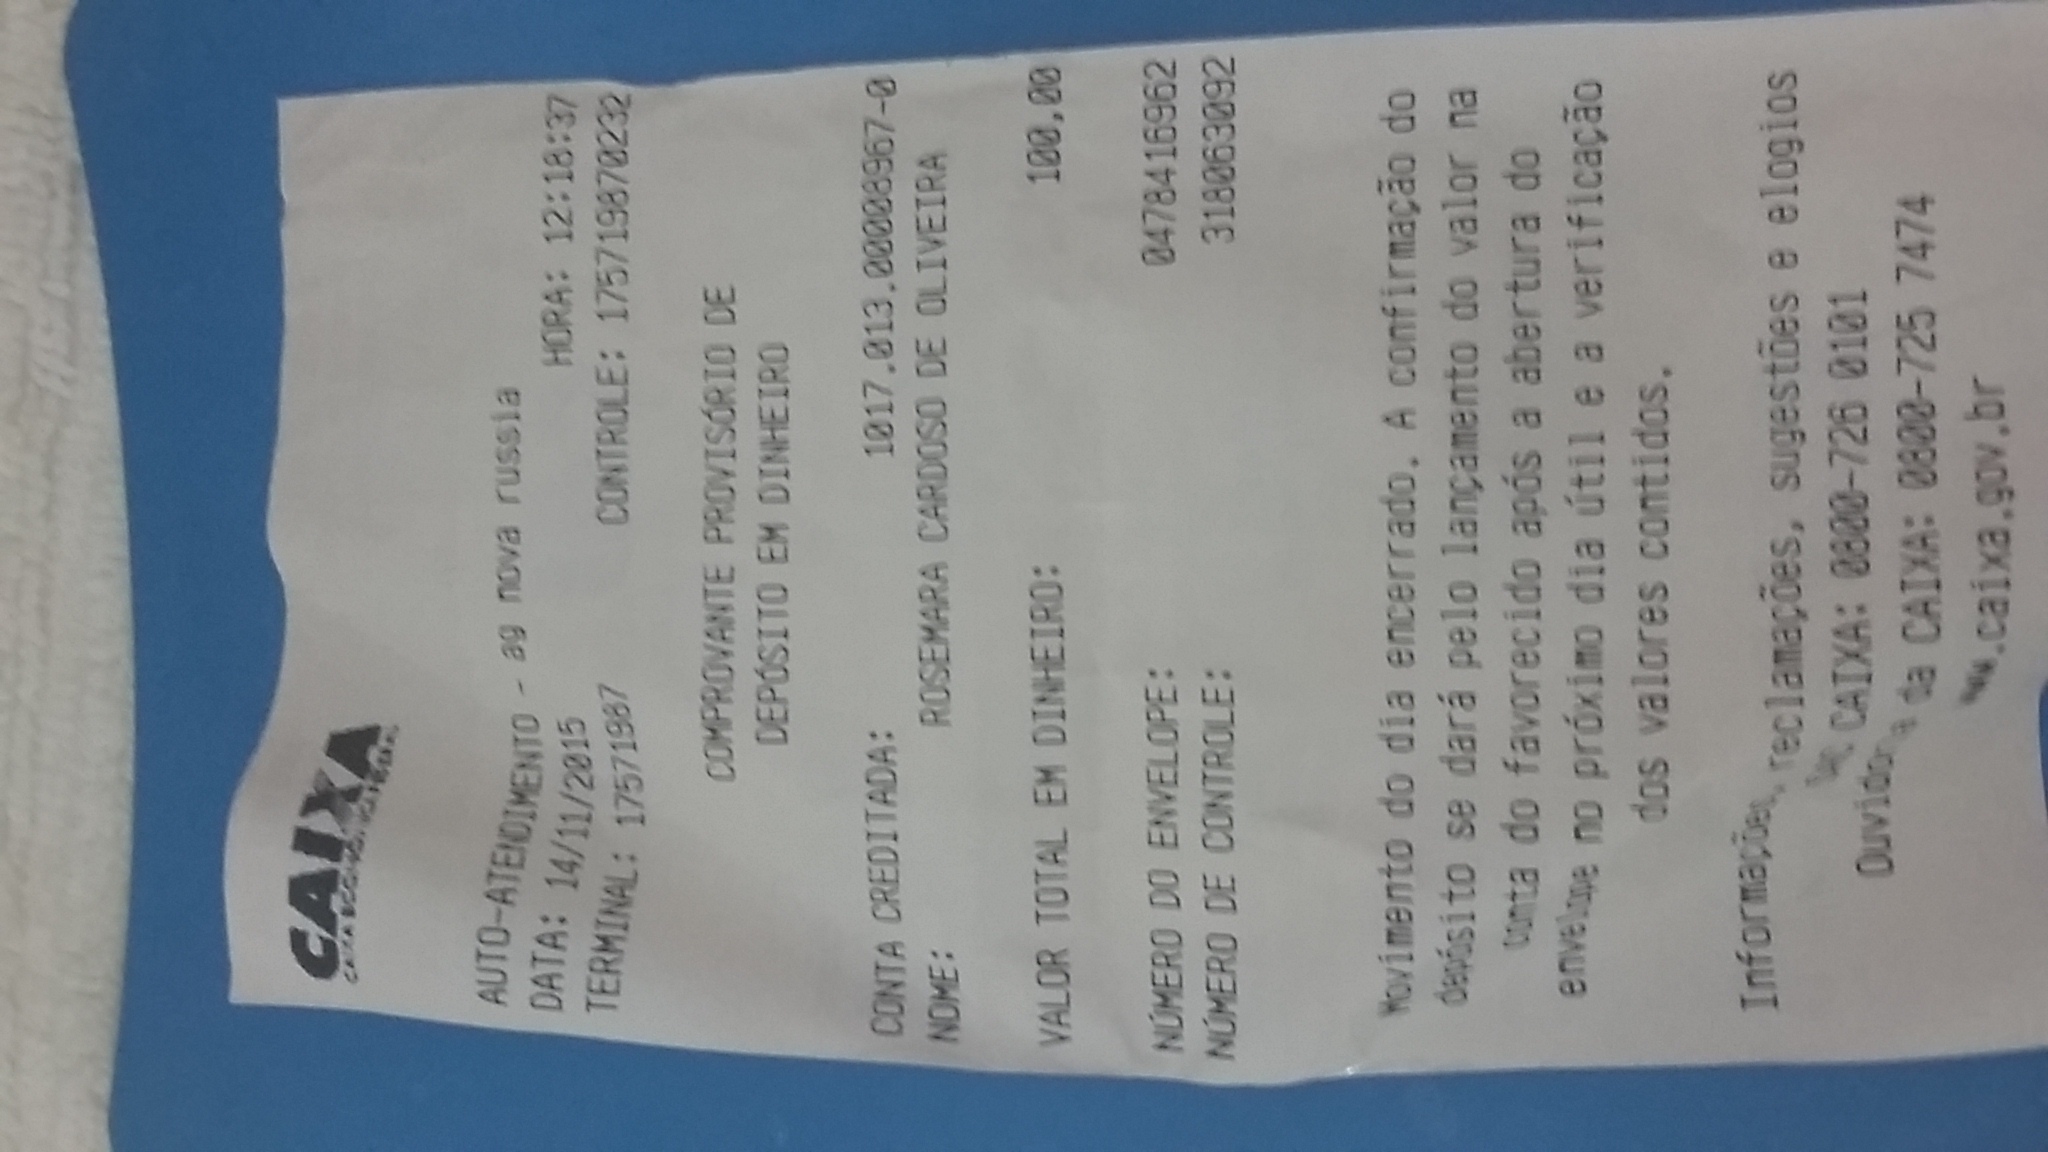 CAIXA
CAIXA ECONÔMICA FEDERAL
AUTO-ATENDIMENTO - ag nova russia
DATA: 14/11/2015 HORA: 12:18:37
TERMINAL: 17571987 CONTROLE: 175719870232
COMPROVANTE PROVISÓRIO DE
DEPÓSITO EM DINHEIRO
CONTA CREDITADA: 1017.013.00008967-0
NOME: ROSEMARA CARDOSO DE OLIVEIRA
VALOR TOTAL EM DINHEIRO: 100,00
NÚMERO DO ENVELOPE: 0478416962
NÚMERO DE CONTROLE: 318063092
Movimento do dia encerrado. A confirmação do
depósito se dará pelo lançamento do valor na
conta do favorecido após a abertura do
envelope no próximo dia útil e a verificação
dos valores contidos.
Informações, reclamações, sugestões e elogios
SAC CAIXA: 0800-726 0101
Ouvidoria da CAIXA: 0800-725 7474
www.caixa.gov.br